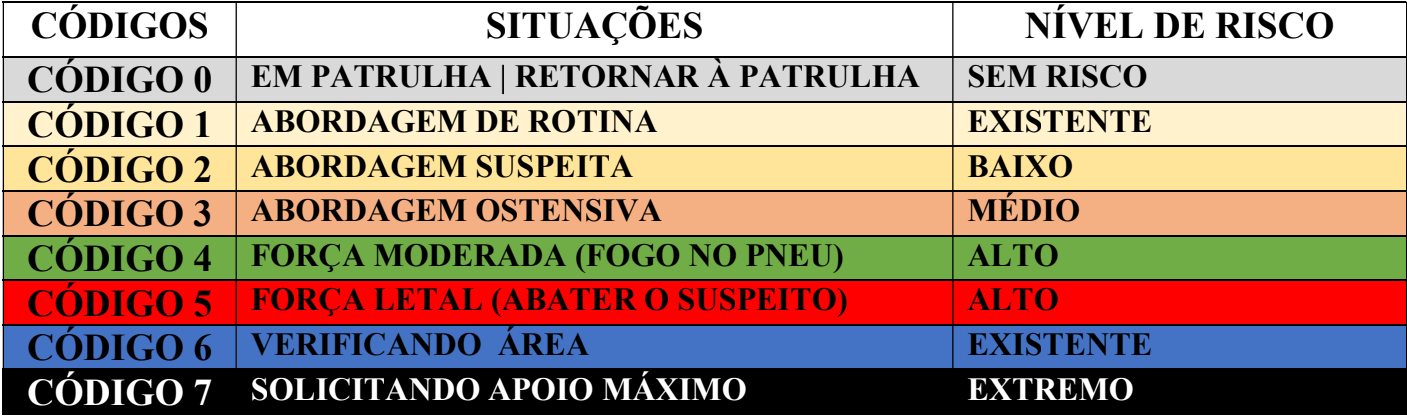 CÓDIGOS SITUAÇÕES NÍVEL DE RISCO
CÓDIGO 0 EM PATRULHA | RETORNAR À PATRULHA SEM RISCO
CÓDIGO 1 ABORDAGEM DE ROTINA EXISTENTE
CÓDIGO 2 ABORDAGEM SUSPEITA BAIXO
CÓDIGO 3 ABORDAGEM OSTENSIVA MÉDIO
CÓDIGO 4 FORÇA MODERADA (FOGO NO PNEU) ALTO
CÓDIGO 5 FORÇA LETAL (ABATER O SUSPEITO) ALTO
CÓDIGO 6 VERIFICANDO ÁREA EXISTENTE
CÓDIGO 7 SOLICITANDO APOIO MÁXIMO EXTREMO